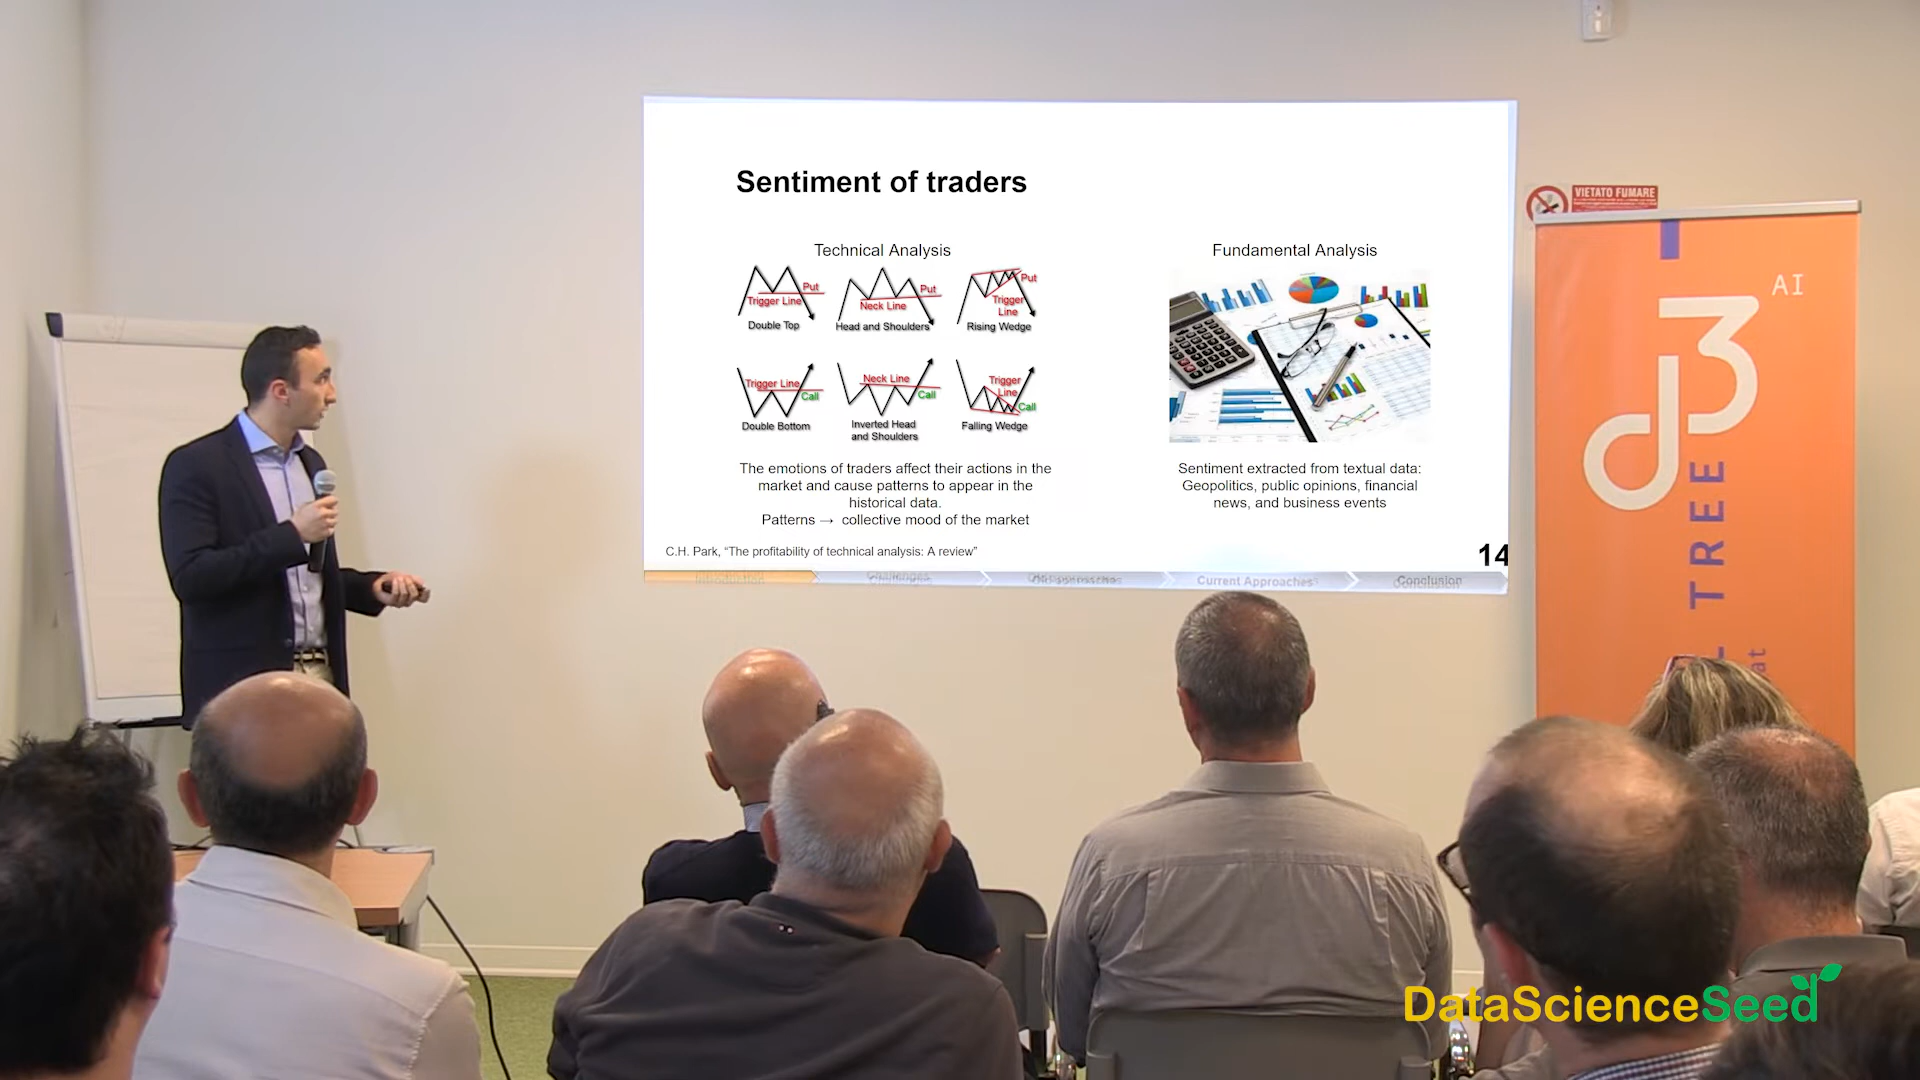 Sentiment of traders
Technical Analysis
Put
Trigger Line
Double Top
Put
Neck Line
Head and Shoulders
Put
Trigger
Line
Rising Wedge
Trigger Line
Call
Double Bottom
Neck Line
Call
Inverted Head
and Shoulders
Trigger
Line
Call
Falling Wedge
The emotions of traders affect their actions in the
market and cause patterns to appear in the
historical data.
Patterns → collective mood of the market
Fundamental Analysis
Sentiment extracted from textual data:
Geopolitics, public opinions, financial
news, and business events
C.H. Park, “The profitability of technical analysis: A review”
14
Introduction
Challenges
Current Approaches
Conclusion
VIETATO FUMARE
AI
d3
TREE
at
DataScienceSeed